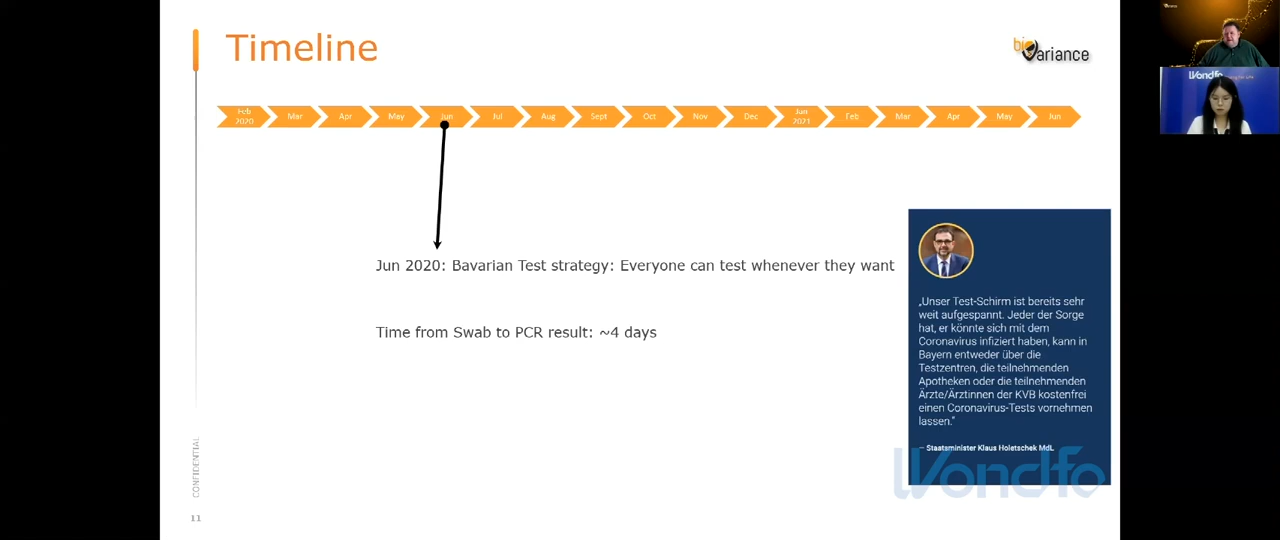 Timeline
biovariance
Feb
2020
Mar
Apr
May
Jun
Jul
Aug
Sept
Oct
Nov
Dec
Jan
2021
Feb
Mar
Apr
May
Jun
Jun 2020: Bavarian Test strategy: Everyone can test whenever they want
Time from Swab to PCR result: ~4 days
„Unser Test-Schirm ist bereits sehr
weit aufgespannt. Jeder der Sorge
hat, er könnte sich mit dem
Coronavirus infiziert haben, kann in
Bayern entweder über die
Testzentren, die teilnehmenden
Apotheken oder die teilnehmenden
Ärzte/Ärztinnen der KVB kostenfrei
einen Coronavirus-Tests vornehmen
lassen.“
— Staatsminister Klaus Holetschek MdL
Wondfo
CONFIDENTIAL
11
Wondfo